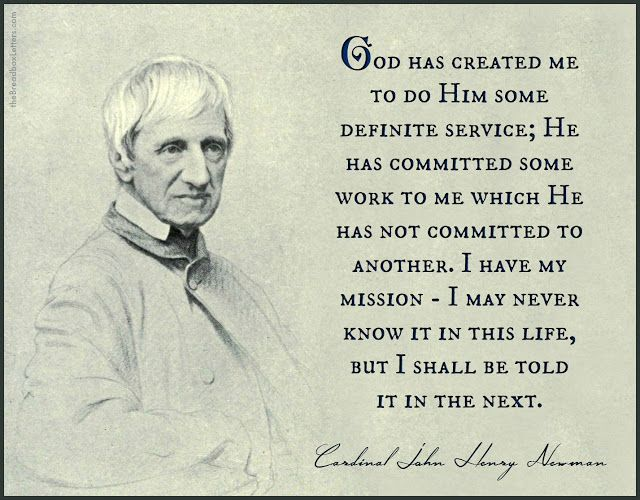 theBreadboxLetters.com
God has created me
to do Him some
definite service; He
has committed some
work to me which He
has not committed to
another. I have my
mission - I may never
know it in this life,
but I shall be told
it in the next.
Cardinal John Henry Newman